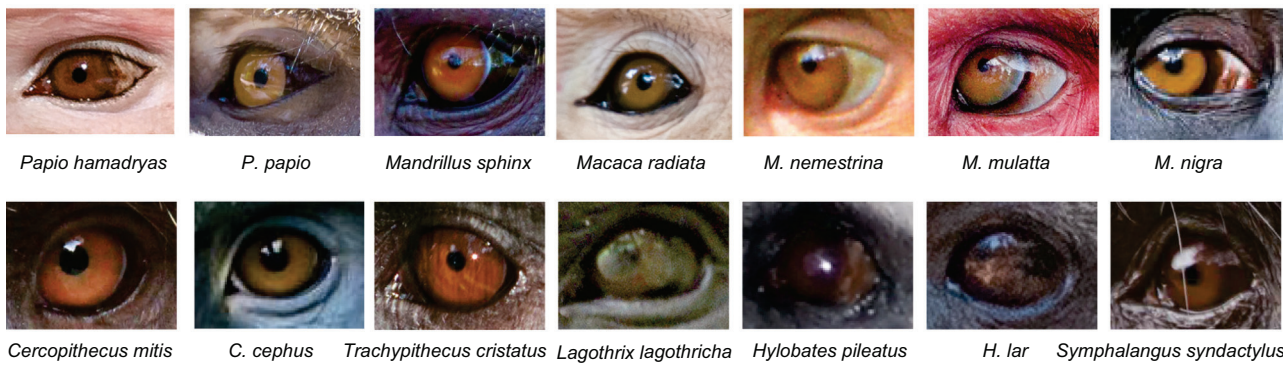 Papio hamadryas P. papio Mandrillus sphinx Macaca radiata M. nemestrina M. mulatta M. nigra
Cercopithecus mitis C. cephus Trachypithecus cristatus Lagothrix lagothricha Hylobates pileatus H. lar Symphalangus syndactylus